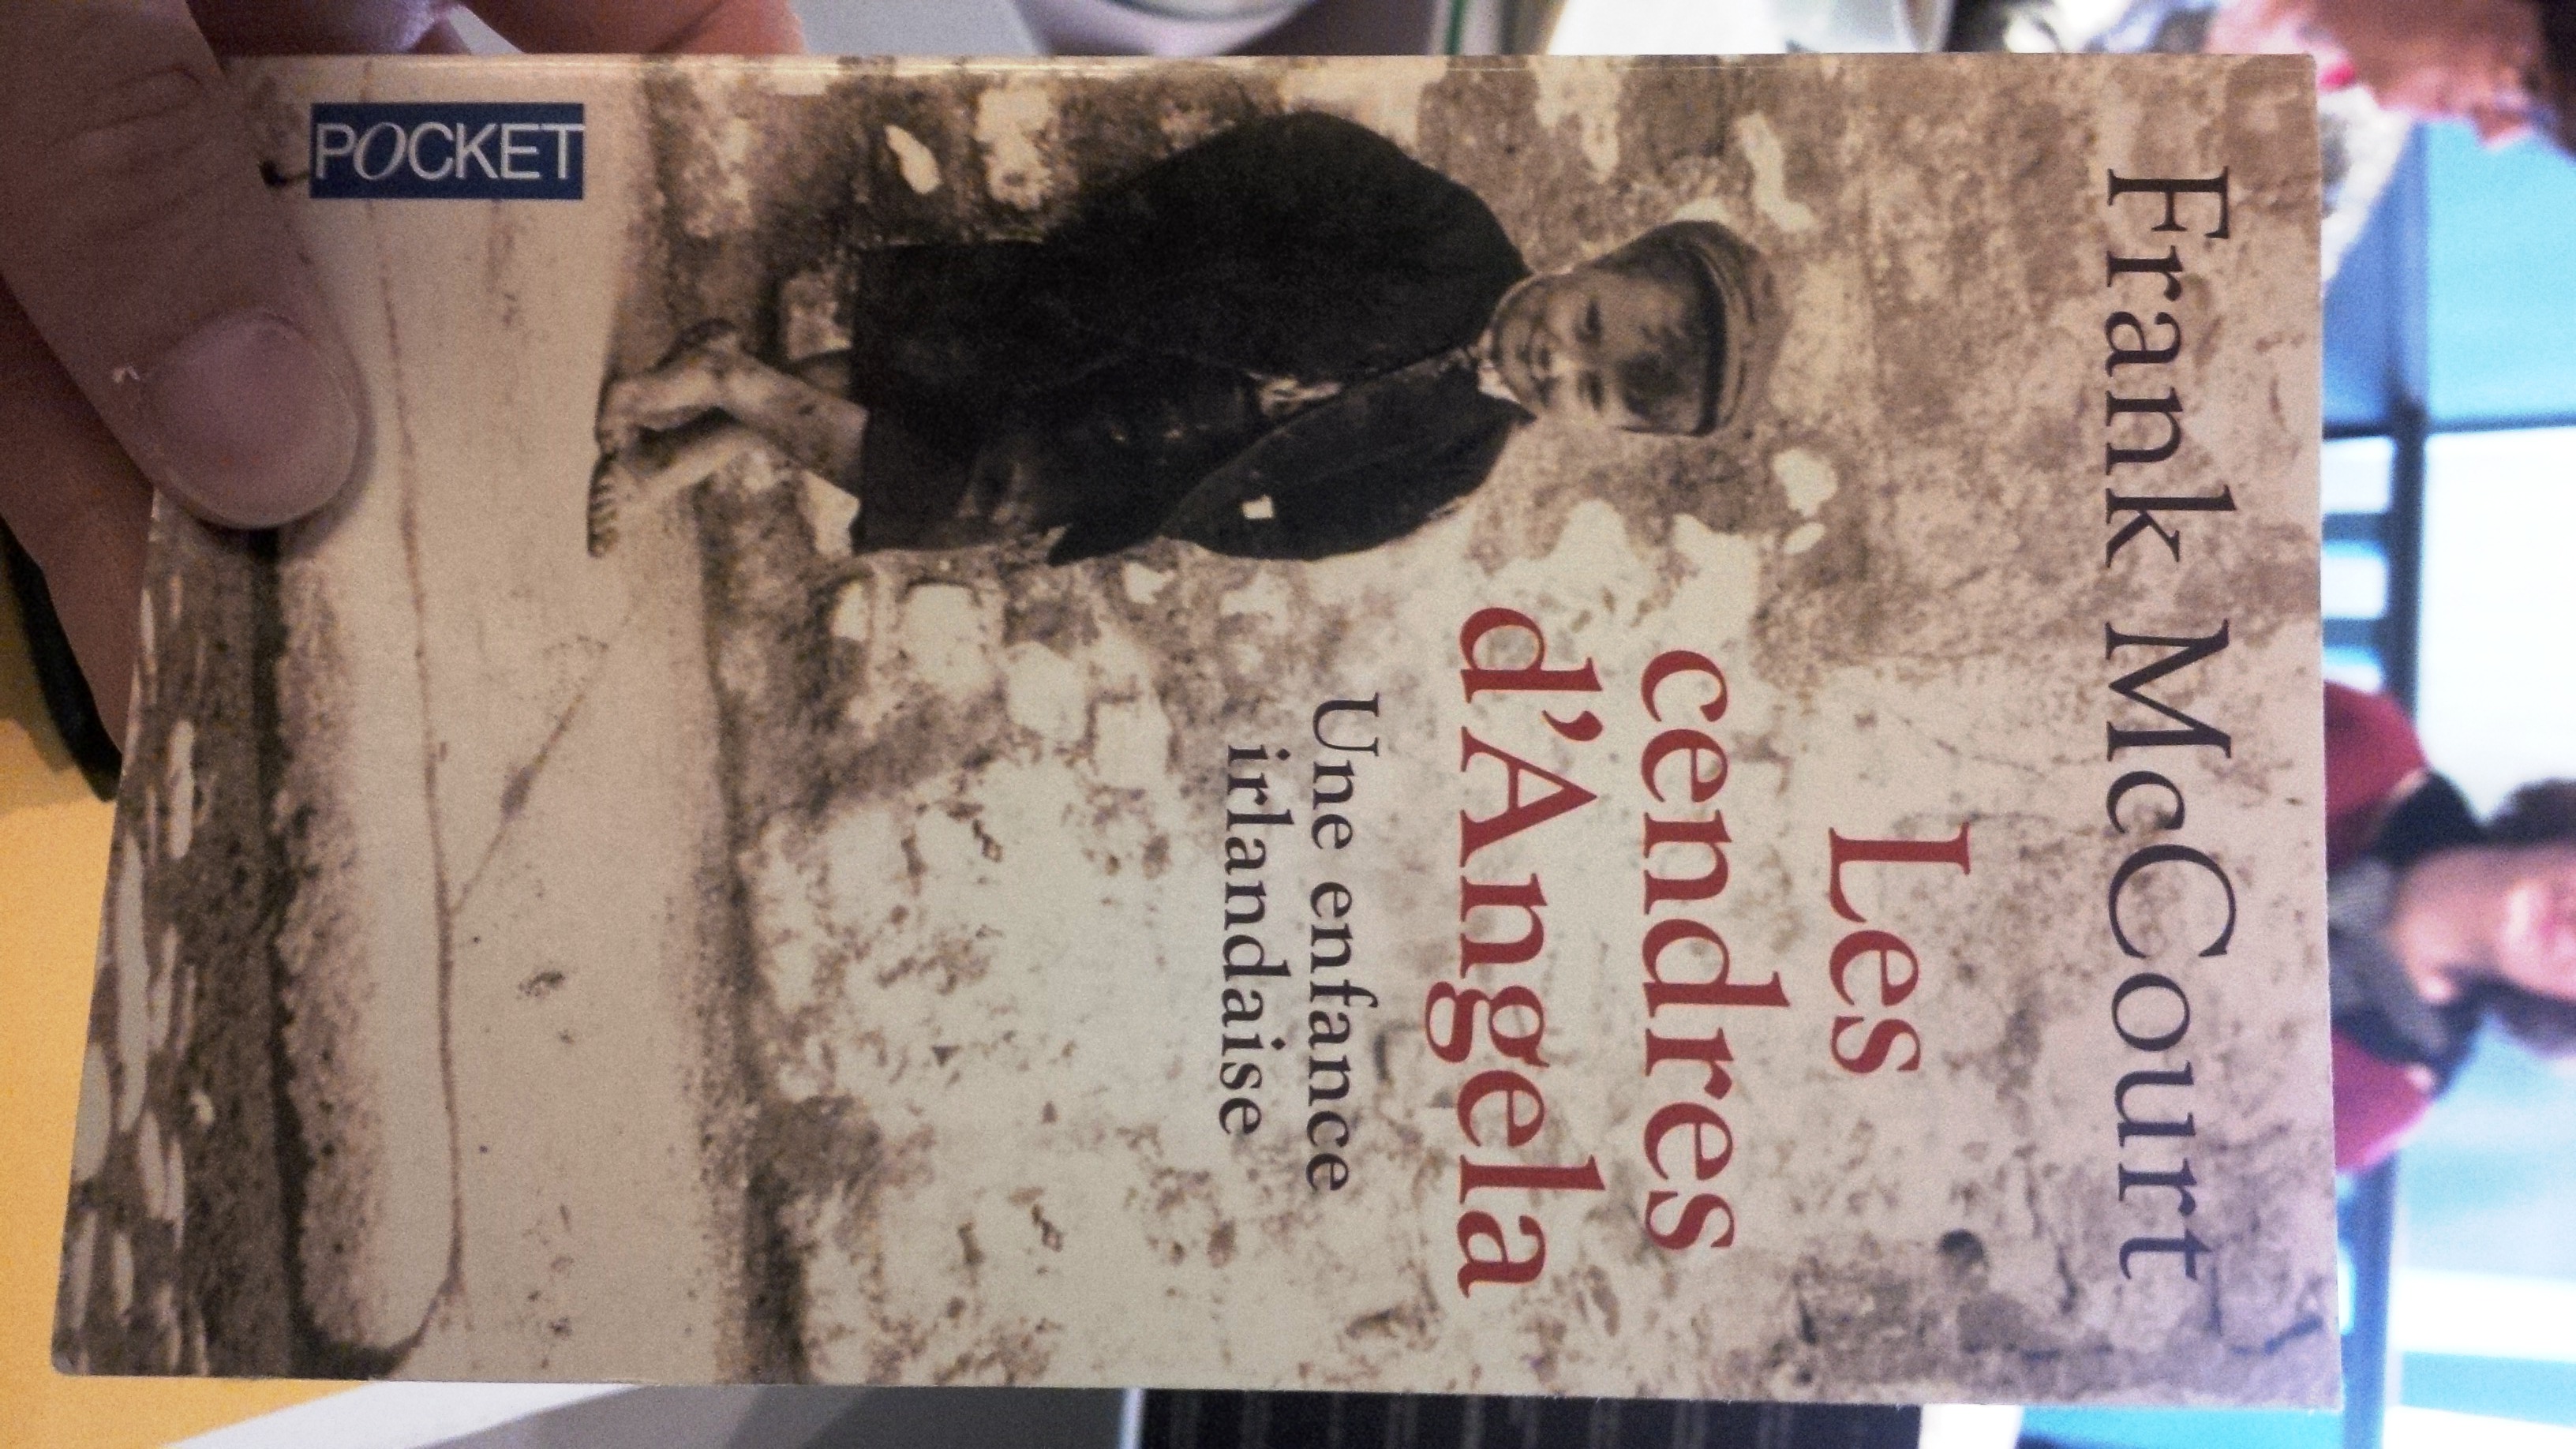 Frank McCourt
Les
cendres
d'Angela
Une enfance
irlandaise
POCKET